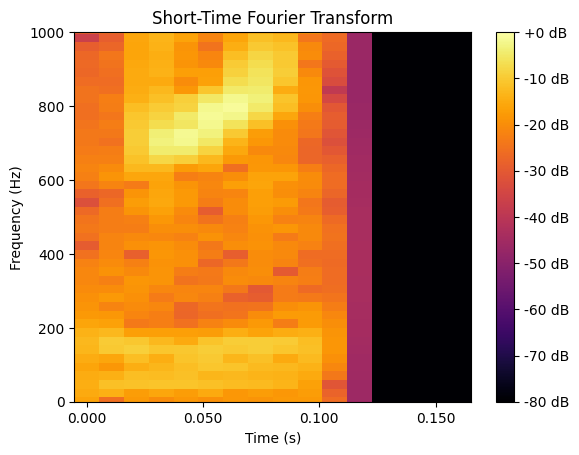 Short-Time Fourier Transform
1000
800
600
400
200
0
Frequency (Hz)
0.000
0.050
0.100
0.150
Time (s)
+0 dB
-10 dB
-20 dB
-30 dB
-40 dB
-50 dB
-60 dB
-70 dB
-80 dB